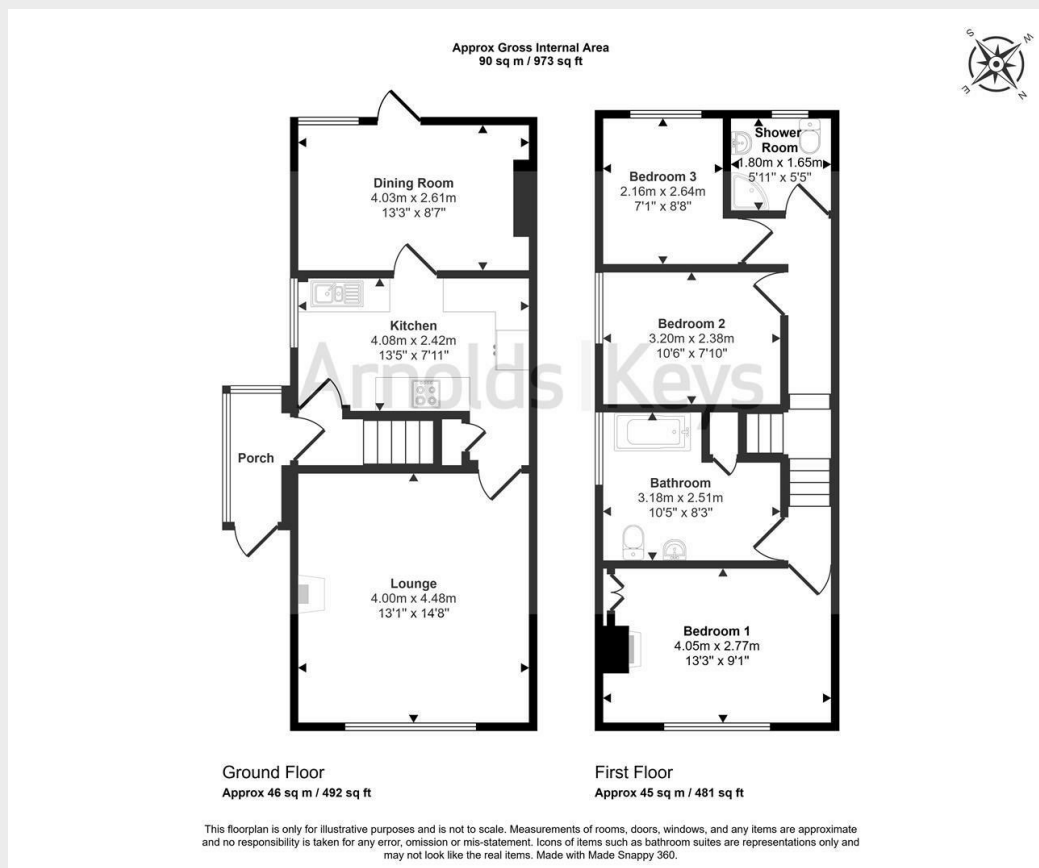 Approx Gross Internal Area
90 sq m / 973 sq ft
S
W
E
N
Dining Room
4.03m x 2.61m
13'3" x 8'7"
Kitchen
4.08m x 2.42m
13'5" x 7'11"
Porch
Lounge
4.00m x 4.48m
13'1" x 14'8"
Shower
Room
1.80m x 1.65m
5'11" x 5'5"
Bedroom 3
2.16m x 2.64m
7'1" x 8'8"
Bedroom 2
3.20m x 2.38m
10'6" x 7'10"
Arnolds | Keys
Bathroom
3.18m x 2.51m
10'5" x 8'3"
Bedroom 1
4.05m x 2.77m
13'3" x 9'1"
Ground Floor
Approx 46 sq m / 492 sq ft
First Floor
Approx 45 sq m / 481 sq ft
This floorplan is only for illustrative purposes and is not to scale. Measurements of rooms, doors, windows, and any items are approximate
and no responsibility is taken for any error, omission or mis-statement. Icons of items such as bathroom suites are representations only and
may not look like the real items. Made with Made Snappy 360.